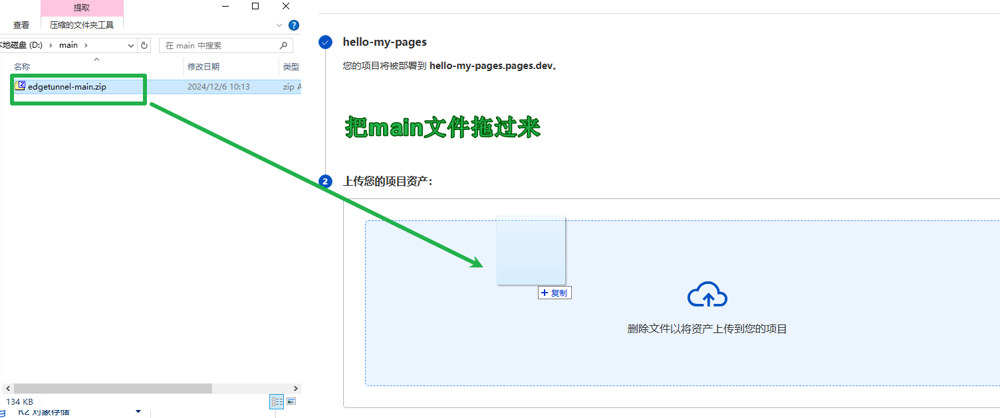 提取
查看
压缩的文件夹工具
本地磁盘 (D:) › main ›
在 main 中搜索
名称
修改日期
类型
edgetunnel-main.zip
2024/12/6 10:13
zip A
134 KB
R2 对象存储
hello-my-pages
您的项目将被部署到 hello-my-pages.pages.dev。
把main文件拖过来
2
上传您的项目资产：
+ 复制
删除文件以将资产上传到您的项目